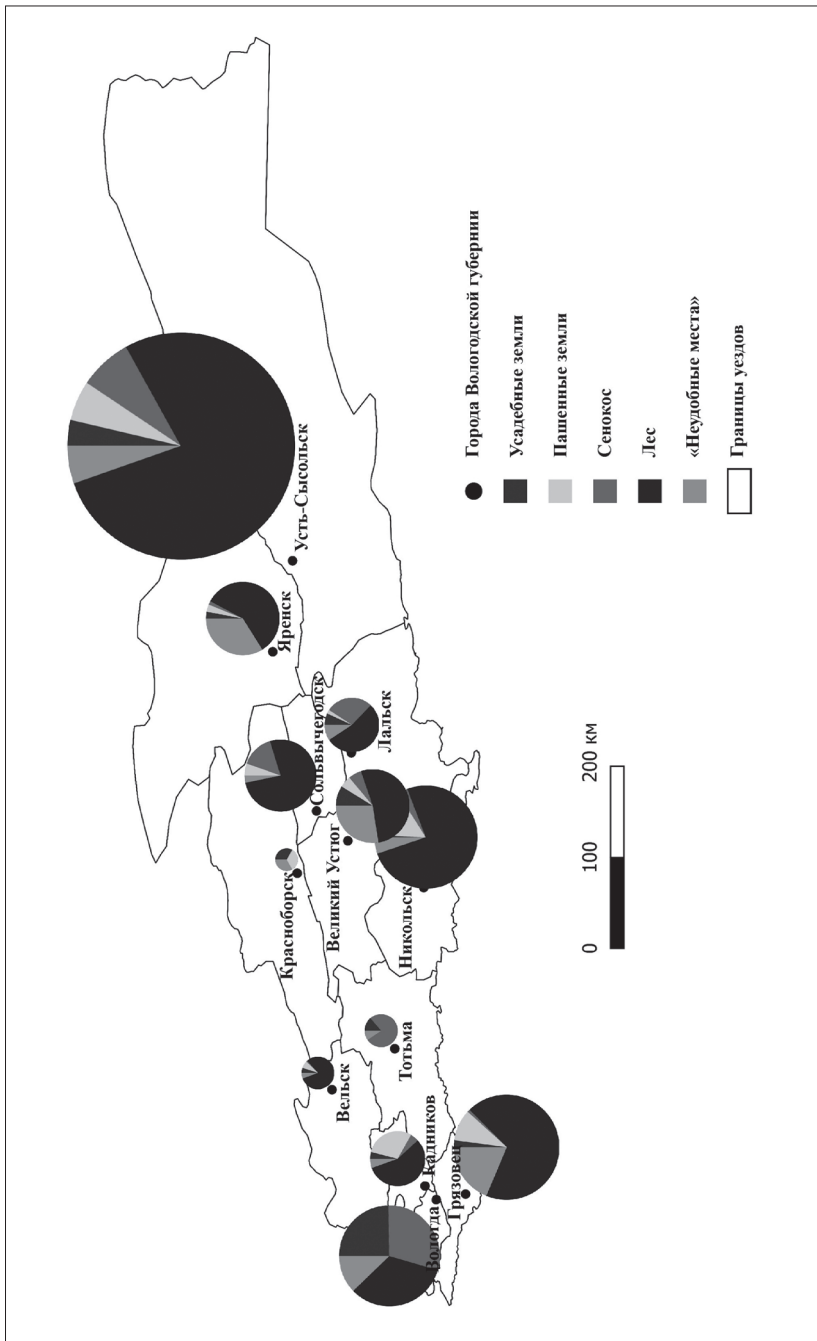 Усть-Сысольск
Яренск
Сольвычегодск
Лальск
Красноборск
Великий Устюг
Никольск
Вельск
Тотьма
Кадников
Вологда
Грязовец
Города Вологодской губернии
Усадебные земли
Пашенные земли
Сенокос
Лес
«Неудобные места»
Границы уездов
0 100 200 км